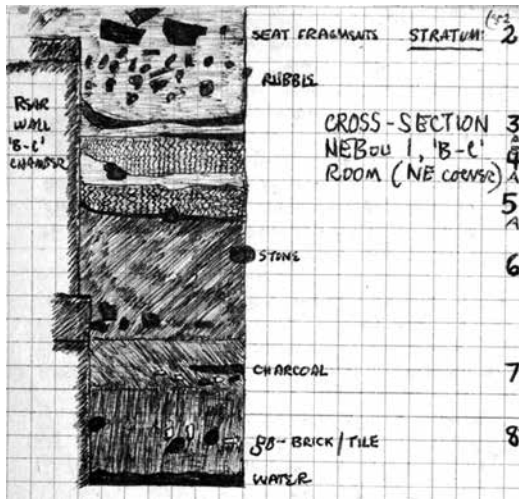 SEAT FRAGMENTS STRATUM: 2
RUBBLE
REAR
WALL
'B-C'
CHAMBER
CROSS-SECTION 3
NEBOU 1, 'B-C' 4
ROOM (NE CORNER) A
5
A
STONE
6
CHARCOAL 7
BRICK/TILE 8
WATER